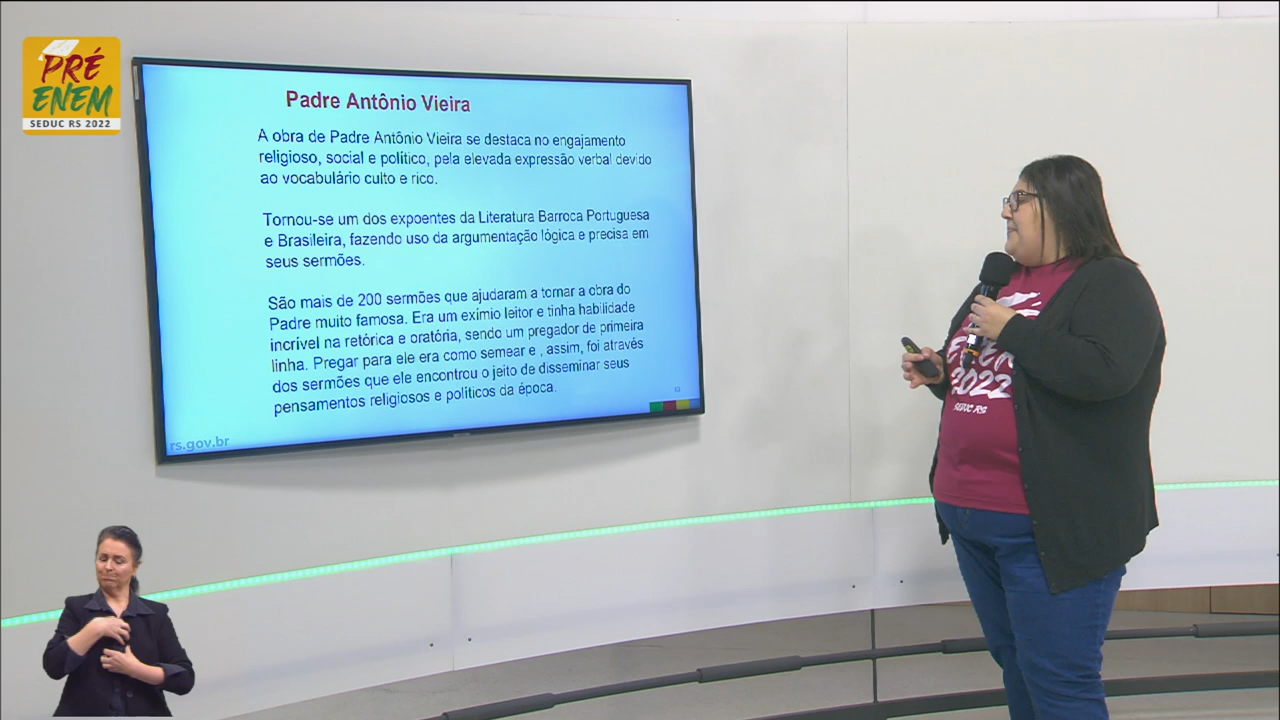 PRÉ
ENEM
SEDUC RS 2022
Padre Antônio Vieira
A obra de Padre Antônio Vieira se destaca no engajamento
religioso, social e político, pela elevada expressão verbal devido
ao vocabulário culto e rico.
Tornou-se um dos expoentes da Literatura Barroca Portuguesa
e Brasileira, fazendo uso da argumentação lógica e precisa em
seus sermões.
São mais de 200 sermões que ajudaram a tornar a obra do
Padre muito famosa. Era um exímio leitor e tinha habilidade
incrível na retórica e oratória, sendo um pregador de primeira
linha. Pregar para ele era como semear e , assim, foi através
dos sermões que ele encontrou o jeito de disseminar seus
pensamentos religiosos e políticos da época.
rs.gov.br
2022
SEDUC RS